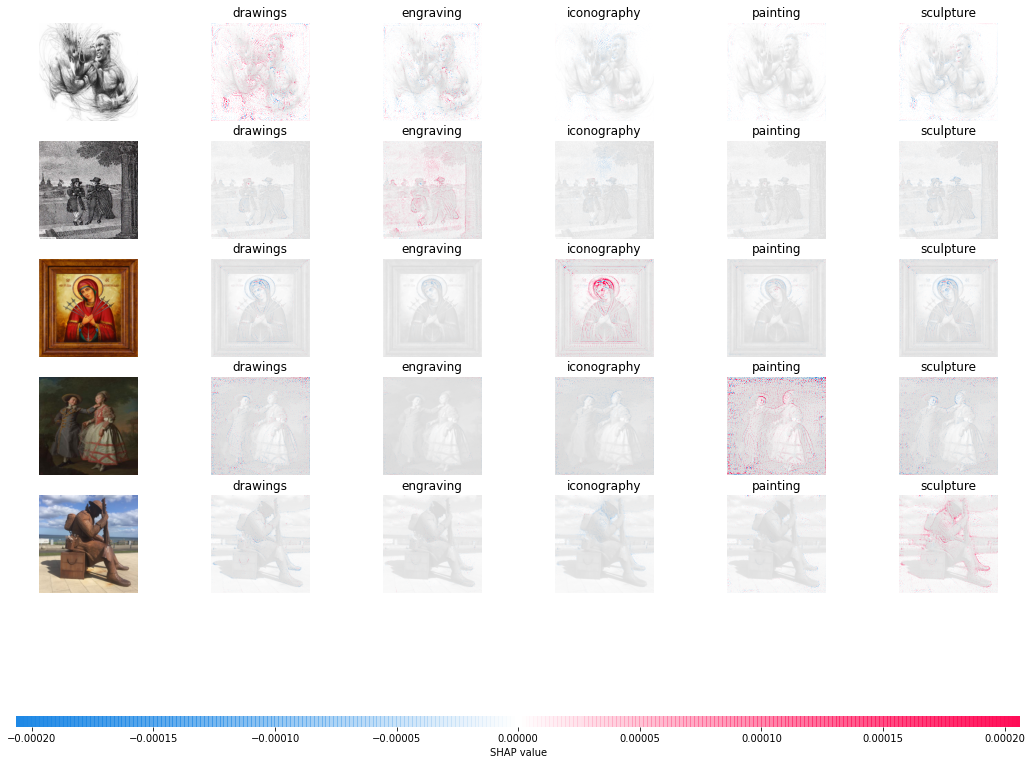 drawings engraving iconography painting sculpture
drawings engraving iconography painting sculpture
drawings engraving iconography painting sculpture
drawings engraving iconography painting sculpture
drawings engraving iconography painting sculpture
−0.00020 −0.00015 −0.00010 −0.00005 0.00000 0.00005 0.00010 0.00015 0.00020
SHAP value